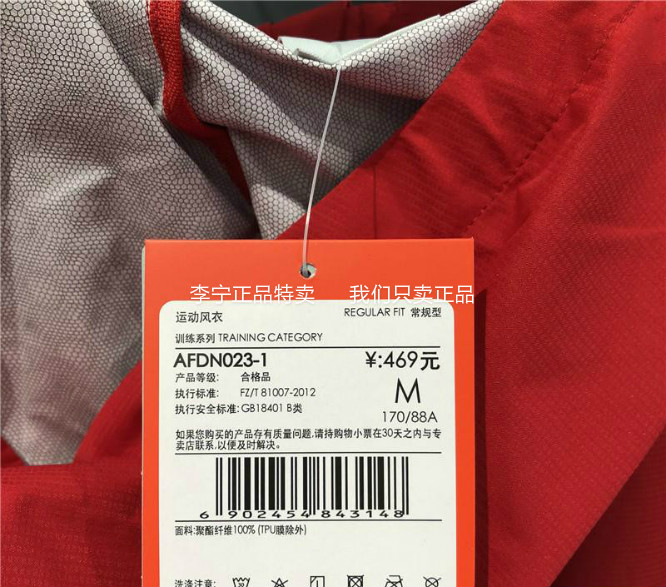 李宁正品特卖 我们只卖正品
运动风衣 REGULAR FIT 常规型
训练系列 TRAINING CATEGORY
AFDN023-1 ¥:469元
产品等级: 合格品
执行标准: FZ/T 81007-2012
M
执行安全标准:GB18401 B类
170/88A
如果您购买的产品存有质量问题,请持购物小票在30天之内与专
卖店联系,以便及时解决。
6 902454 843148
面料:聚酯纤维100% (TPU膜除外)
洗涤注意: